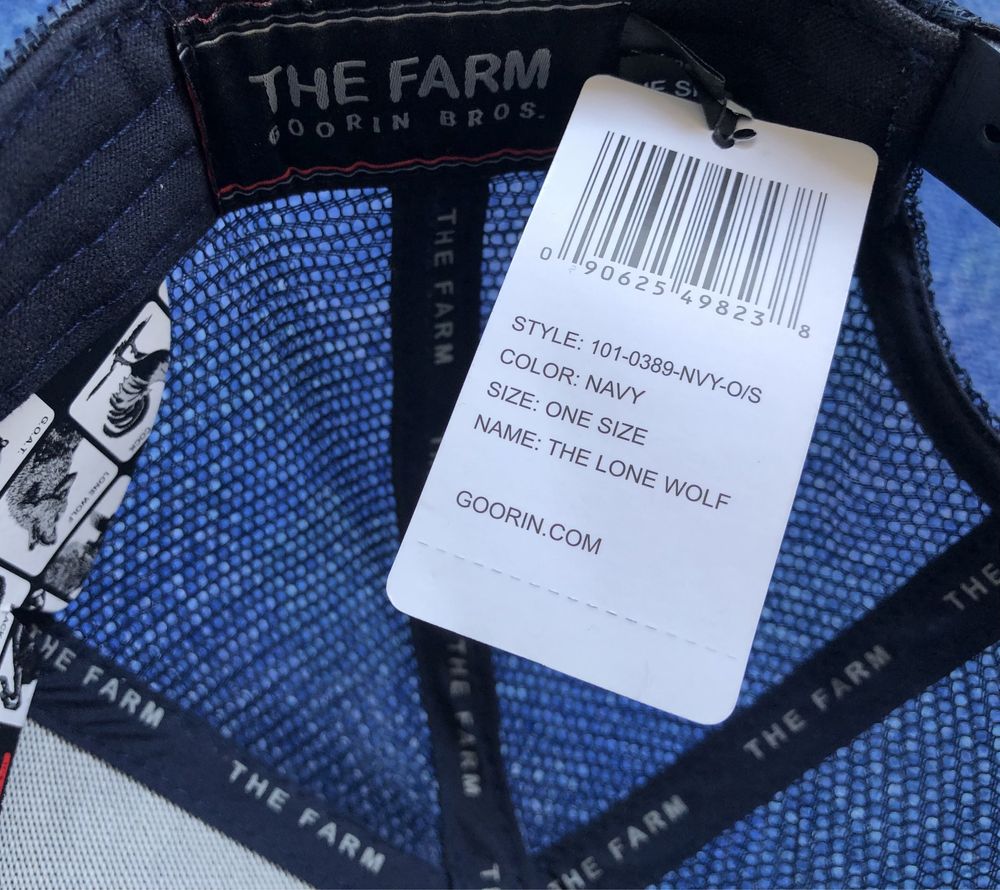 THE FARM
GOORIN BROS.
0 90625 49823 8
STYLE: 101-0389-NVY-O/S
COLOR: NAVY
SIZE: ONE SIZE
NAME: THE LONE WOLF
GOORIN.COM
THE FARM
G.O.A.T.
COCK
LONE WOLF
THE FARM
THE FARM
THE FARM
THE
THE FARM
THE FARM